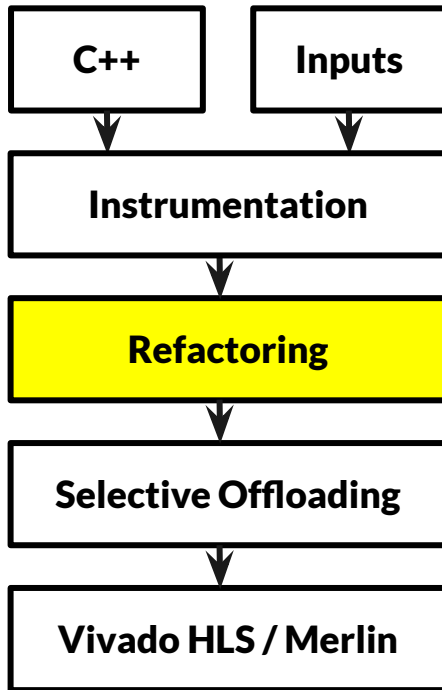 C++
Inputs
Instrumentation
Refactoring
Selective Offloading
Vivado HLS / Merlin